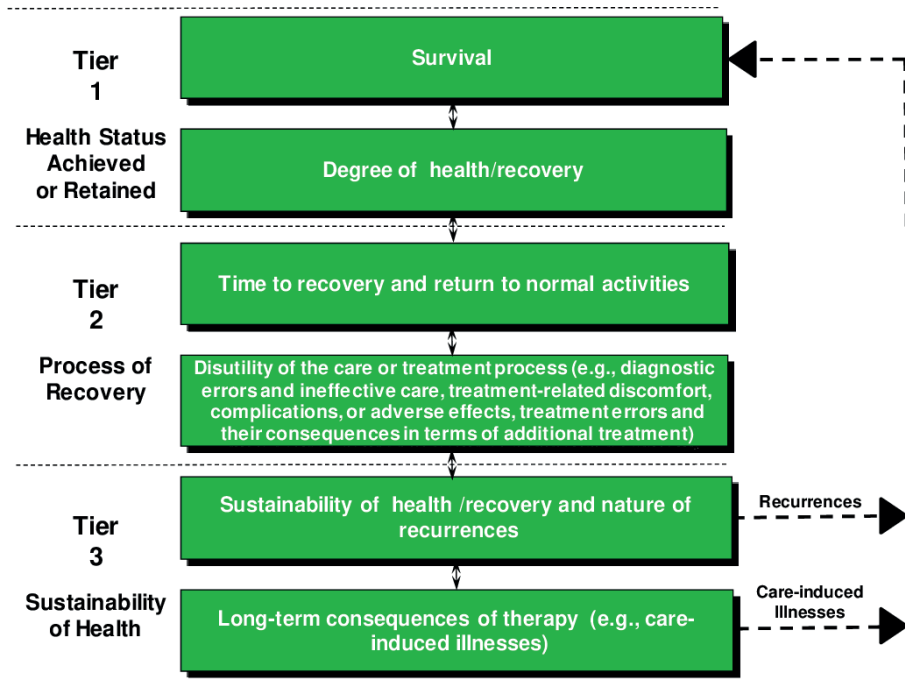 Tier
1
Health Status
Achieved
or Retained
Survival
Degree of health/recovery
Tier
2
Process of
Recovery
Time to recovery and return to normal activities
Disutility of the care or treatment process (e.g., diagnostic
errors and ineffective care, treatment-related discomfort,
complications, or adverse effects, treatment errors and
their consequences in terms of additional treatment)
Tier
3
Sustainability
of Health
Sustainability of health /recovery and nature of
recurrences
Recurrences
Long-term consequences of therapy (e.g., care-
induced illnesses)
Care-induced
Illnesses